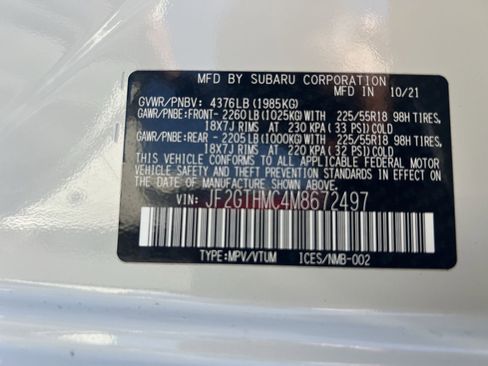 MFD BY SUBARU CORPORATION
MFD. IN 10/21
GVWR/PNBV: 4376LB(1985KG)
GAWR/PNBE:FRONT- 2260LB(1025KG)WITH 225/55R18 98H TIRES,
18X7J RIMS AT 230 KPA(33 PSI)COLD
GAWR/PNBE:REAR - 2205LB(1000KG)WITH 225/55R18 98H TIRES,
18X7J RIMS AT 220 KPA(32 PSI)COLD
THIS VEHICLE CONFORMS TO ALL APPLICABLE FEDERAL MOTOR
VEHICLE SAFETY AND THEFT PREVENTION STANDARDS IN EFFECT
ON THE DATE OF MANUFACTURE SHOWN ABOVE.
VIN: JF2GTHMC4M8672497
TYPE:MPV/VTUM ICES/NMB-002